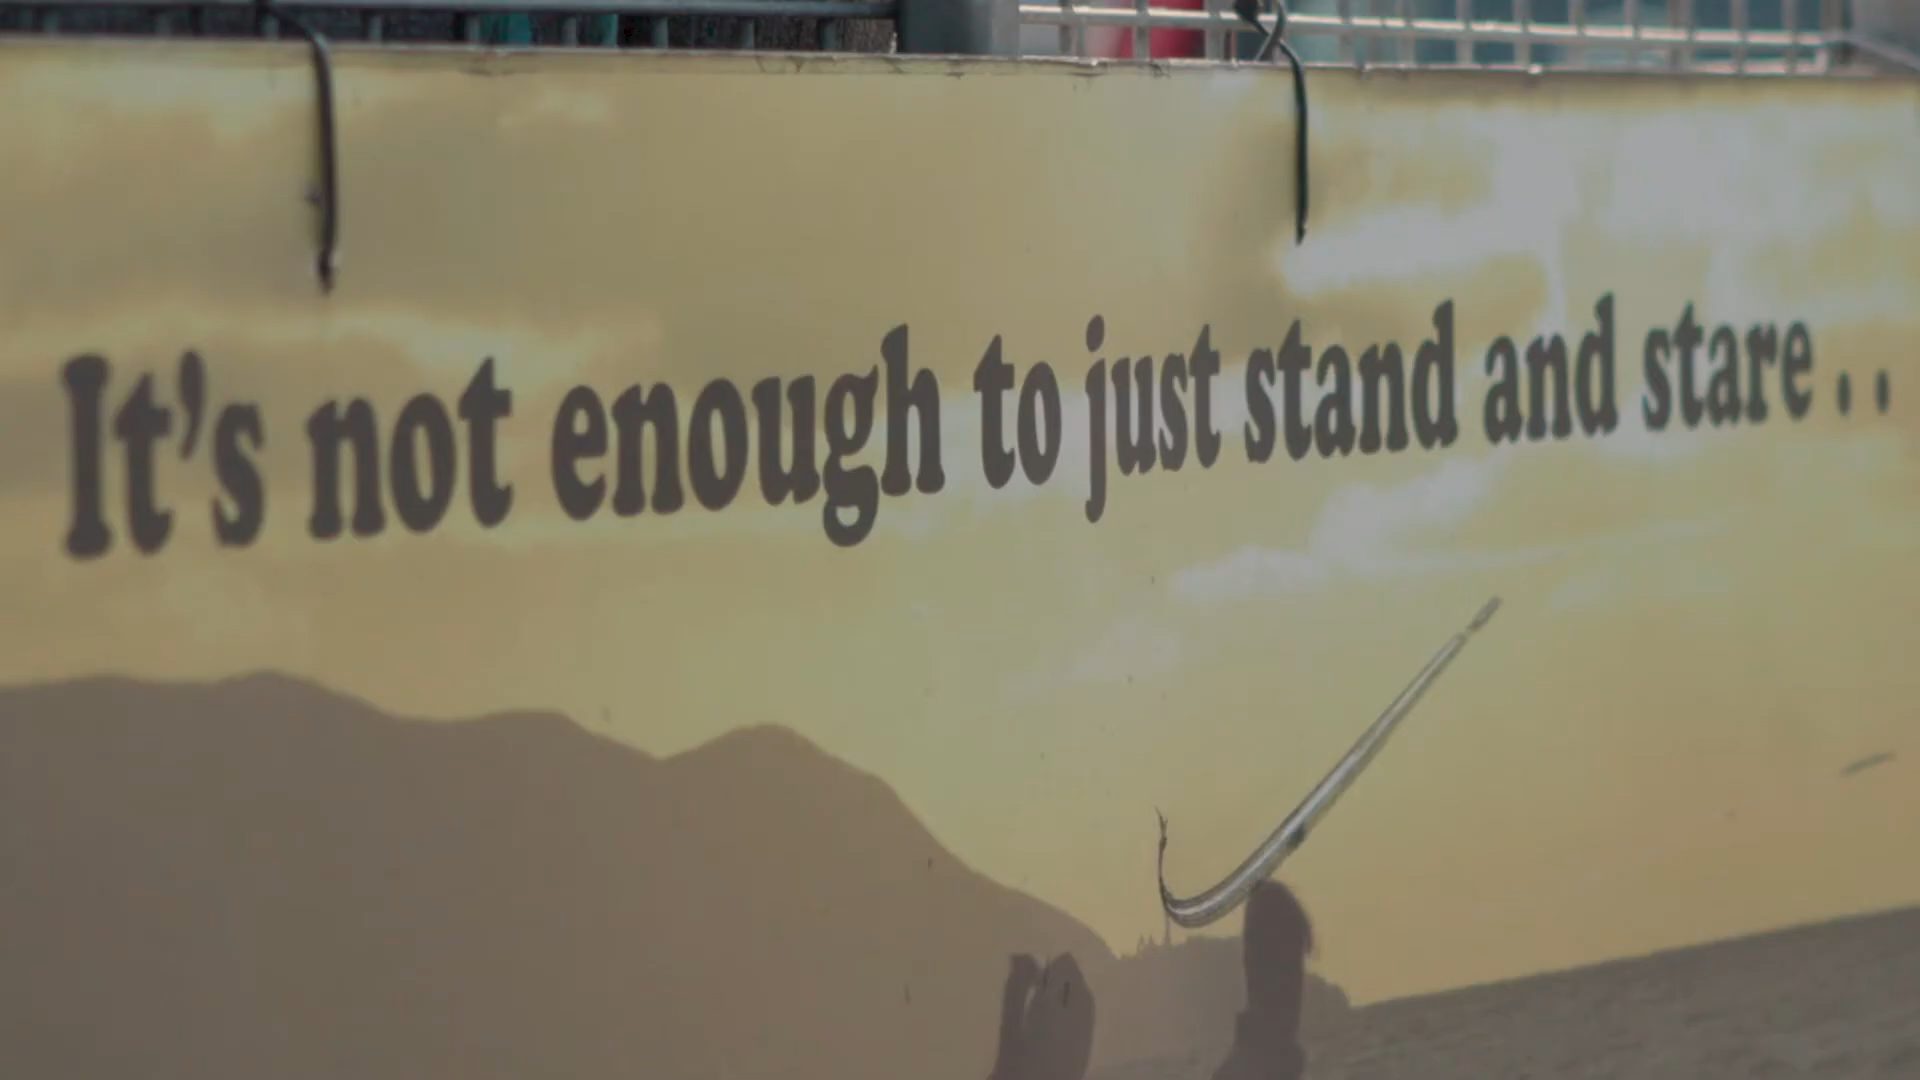 It's not enough to just stand and stare . .